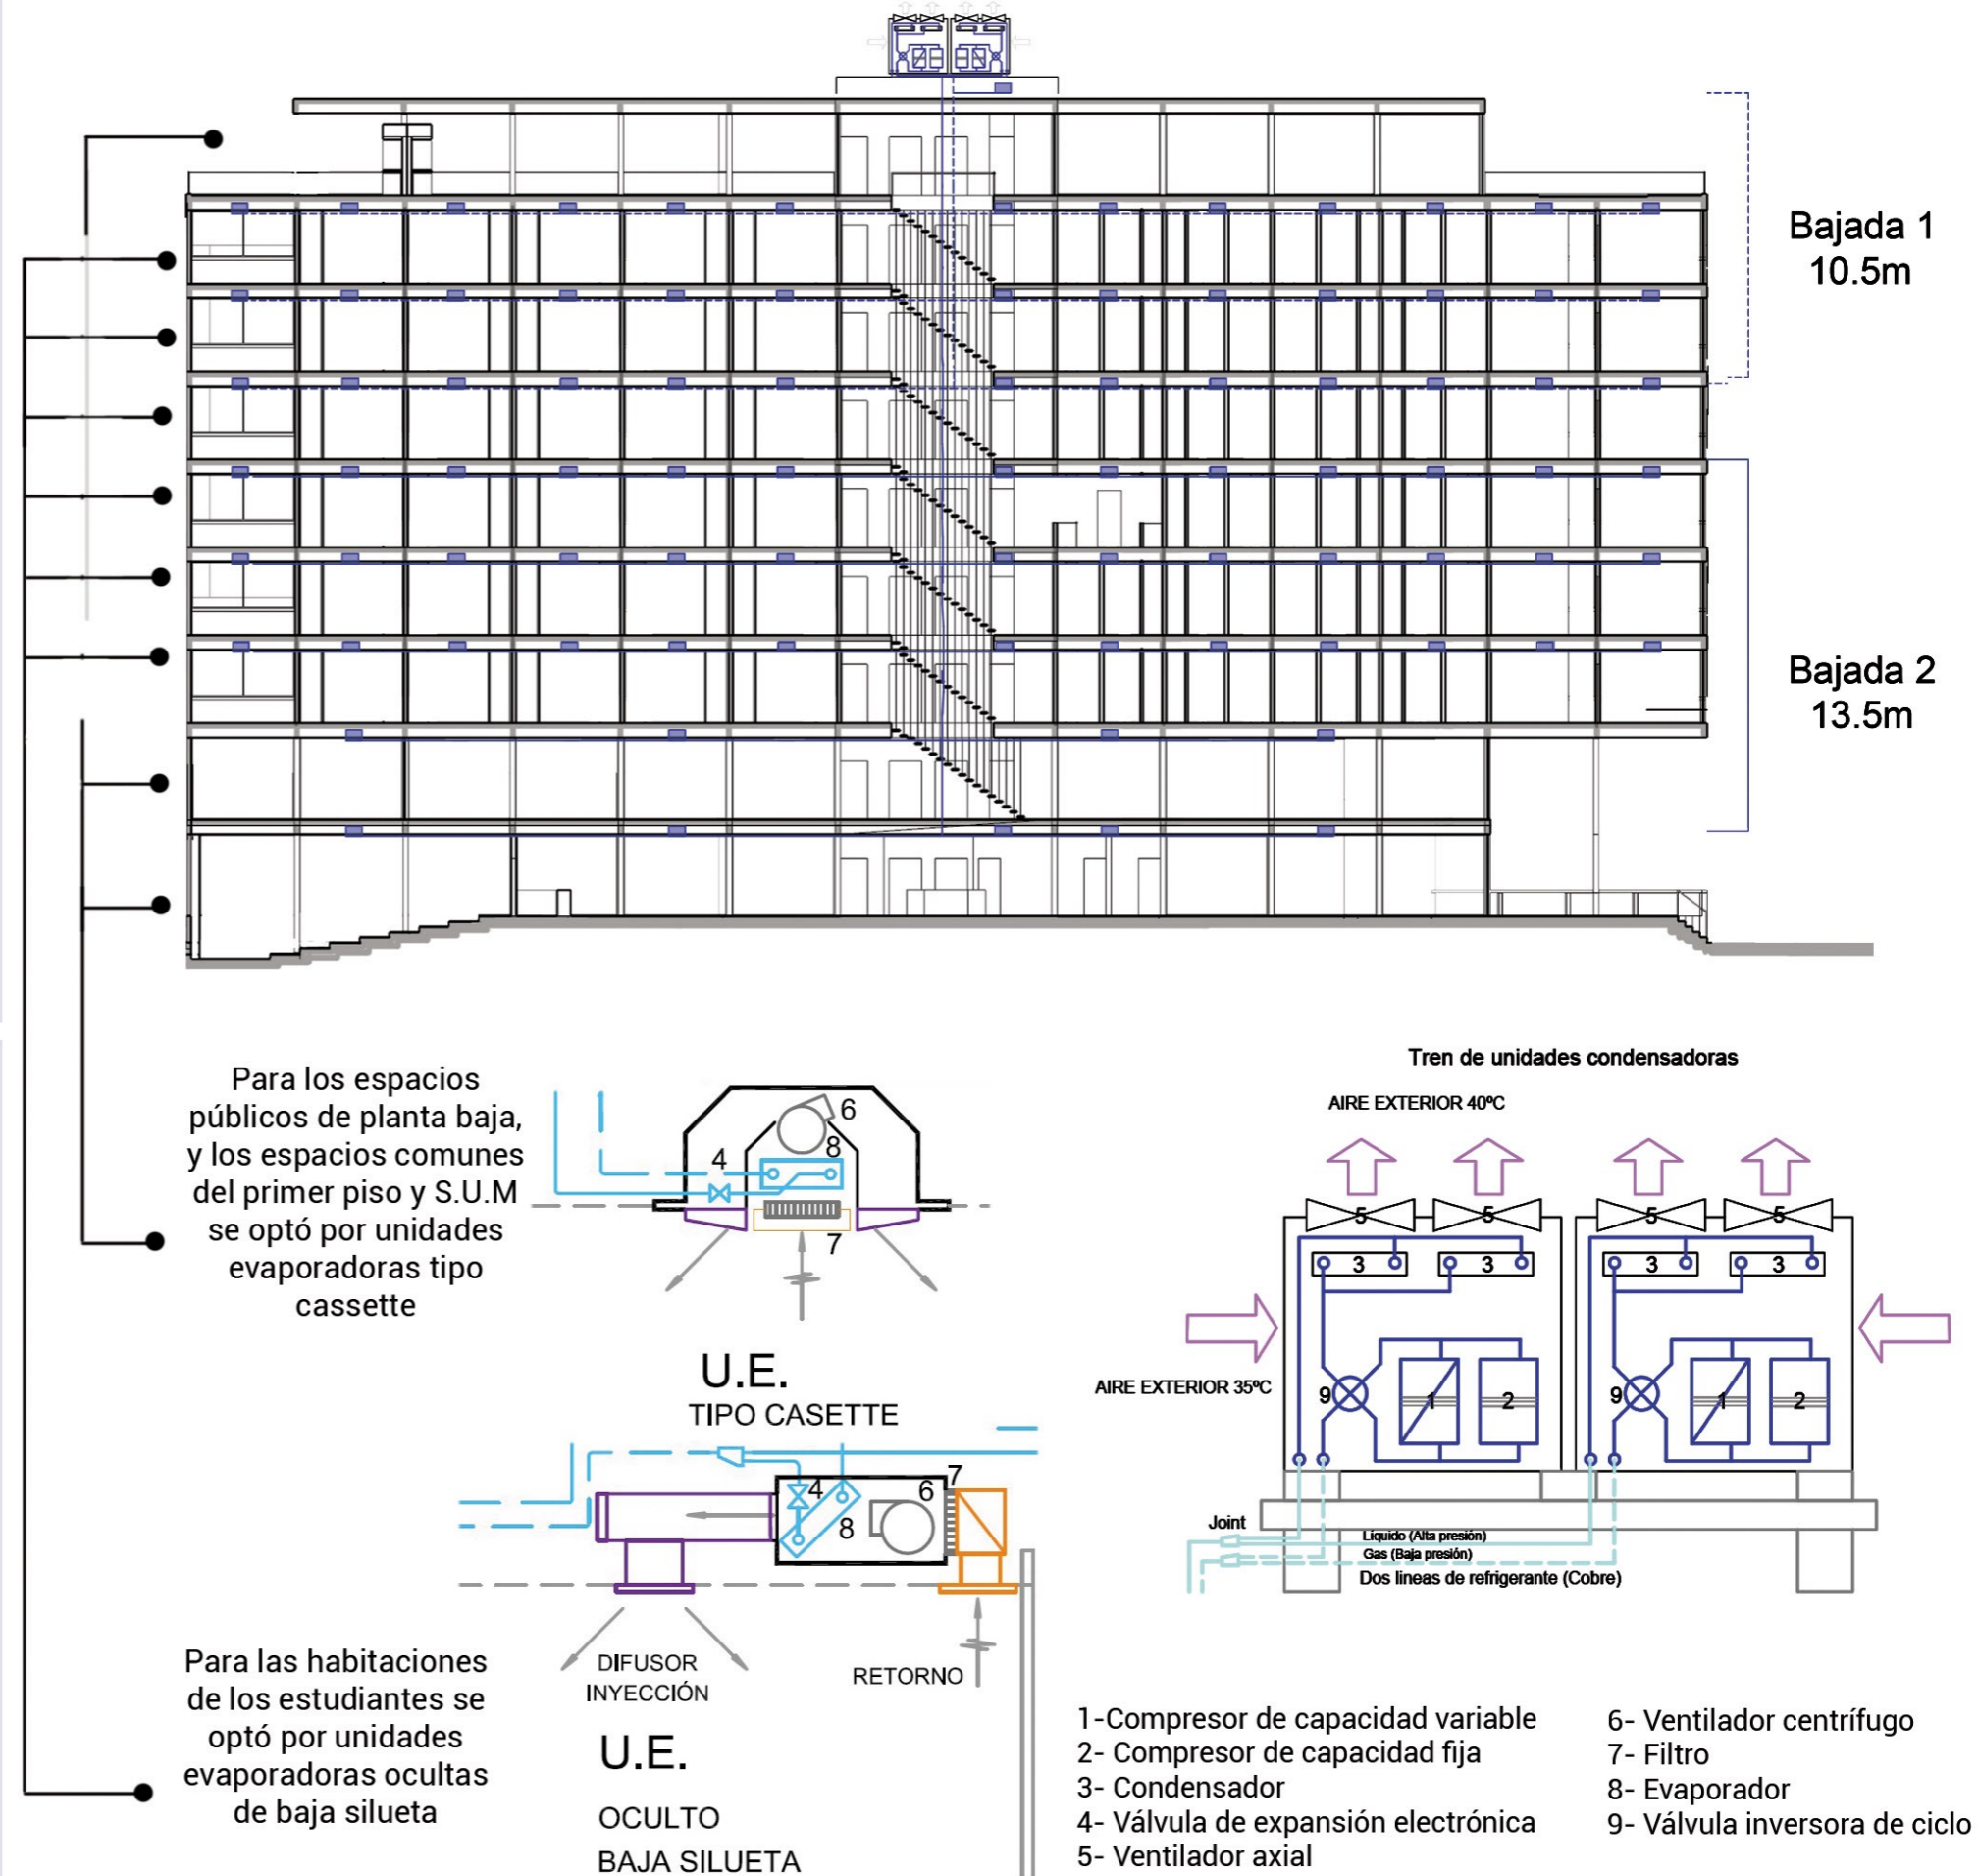 Bajada 1
10.5m
Bajada 2
13.5m
Para los espacios
públicos de planta baja,
y los espacios comunes
del primer piso y S.U.M
se optó por unidades
evaporadoras tipo
cassette
6
8
4
7
U.E.
TIPO CASETTE
Tren de unidades condensadoras
AIRE EXTERIOR 40ºC
5
5
5
5
3
3
3
3
AIRE EXTERIOR 35ºC
9
1
2
9
1
2
Joint
Líquido (Alta presión)
Gas (Baja presión)
Dos lineas de refrigerante (Cobre)
7
4
6
8
DIFUSOR
INYECCIÓN
RETORNO
U.E.
OCULTO
BAJA SILUETA
Para las habitaciones
de los estudiantes se
optó por unidades
evaporadoras ocultas
de baja silueta
1-Compresor de capacidad variable
2- Compresor de capacidad fija
3- Condensador
4- Válvula de expansión electrónica
5- Ventilador axial
6- Ventilador centrífugo
7- Filtro
8- Evaporador
9- Válvula inversora de ciclo